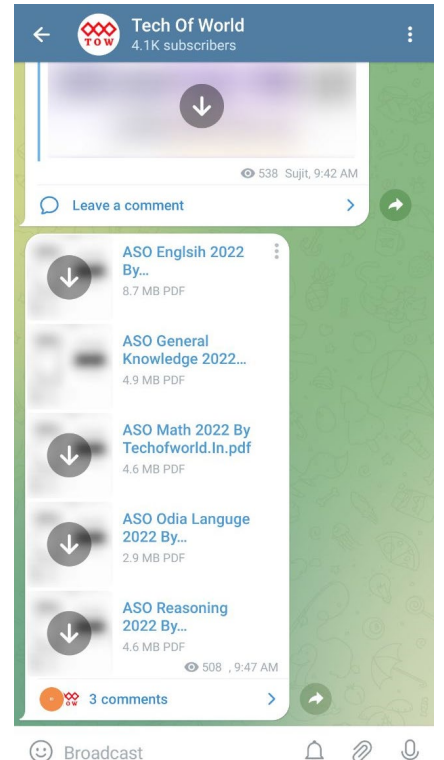 Tech Of World
4.1K subscribers
TOW
538 Sujit, 9:42 AM
Leave a comment
ASO Englsih 2022
By...
8.7 MB PDF
ASO General
Knowledge 2022...
4.9 MB PDF
ASO Math 2022 By
Techofworld.In.pdf
4.6 MB PDF
ASO Odia Languge
2022 By...
2.9 MB PDF
ASO Reasoning
2022 By...
4.6 MB PDF
508 , 9:47 AM
3 comments
Broadcast